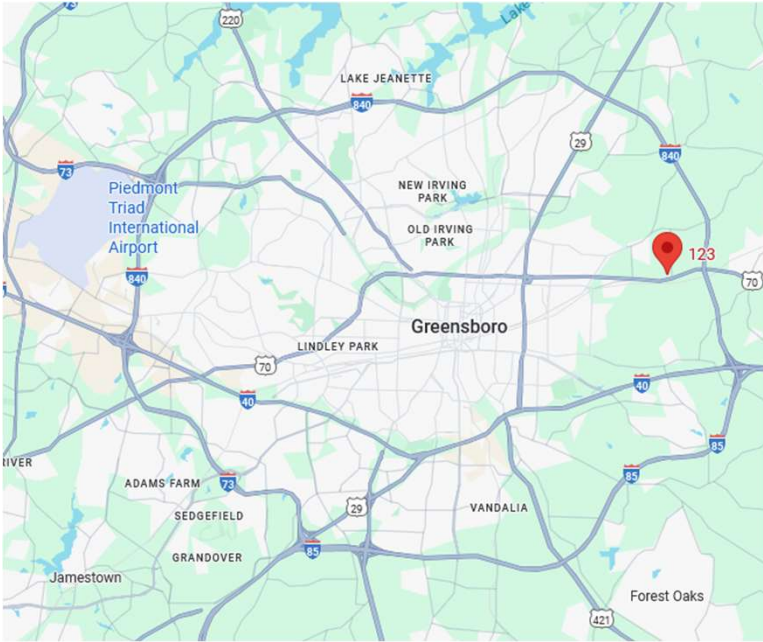 220
Lake
LAKE JEANETTE
840
29
73
840
Piedmont
Triad
International
Airport
NEW IRVING
PARK
OLD IRVING
PARK
123
840
70
Greensboro
LINDLEY PARK
70
40
40
85
RIVER
ADAMS FARM
73
85
29
VANDALIA
SEDGEFIELD
85
GRANDOVER
Jamestown
Forest Oaks
421